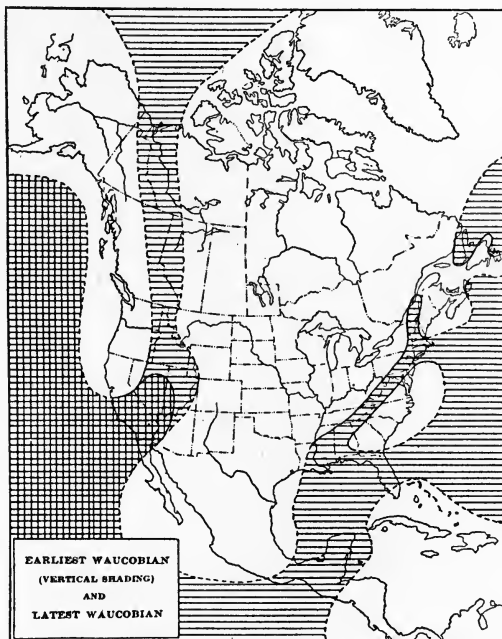 EARLIEST WAUCOBIAN
(VERTICAL SHADING)
AND
LATEST WAUCOBIAN